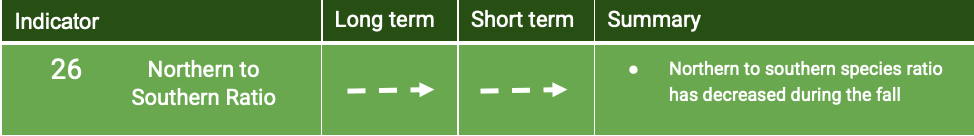 Indicator Long term Short term Summary
26 Northern to Southern Ratio
• Northern to southern species ratio
has decreased during the fall